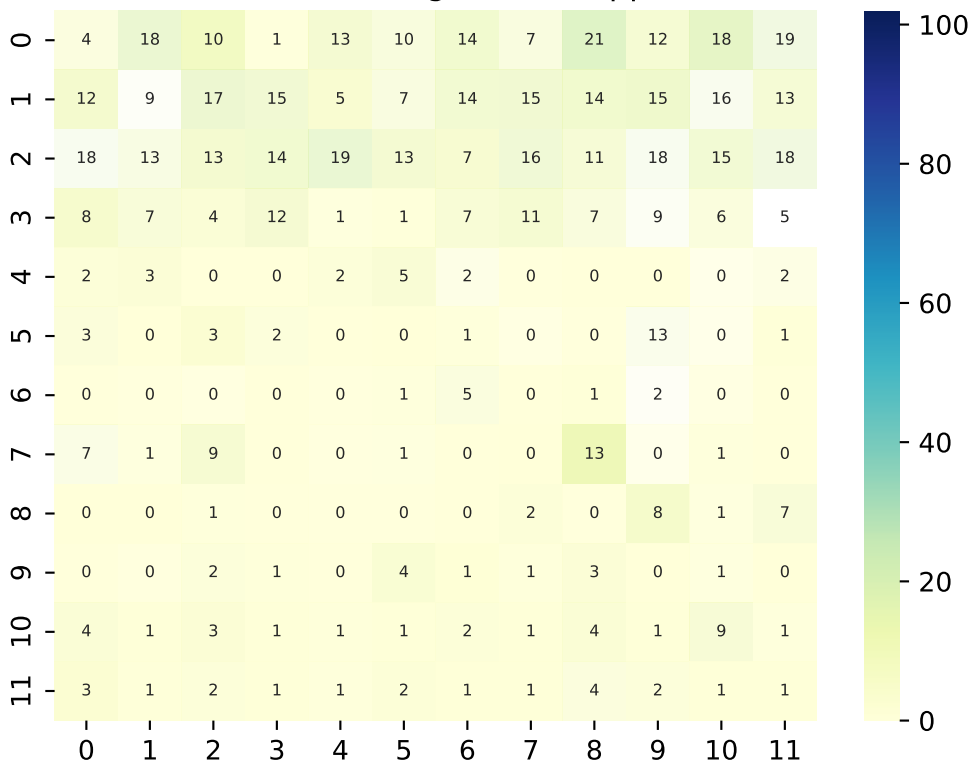 0 4 18 10 1 13 10 14 7 21 12 18 19
1 12 9 17 15 5 7 14 15 14 15 16 13
2 18 13 13 14 19 13 7 16 11 18 15 18
3 8 7 4 12 1 1 7 11 7 9 6 5
4 2 3 0 0 2 5 2 0 0 0 0 2
5 3 0 3 2 0 0 1 0 0 13 0 1
6 0 0 0 0 0 1 5 0 1 2 0 0
7 7 1 9 0 0 1 0 0 13 0 1 0
8 0 0 1 0 0 0 0 2 0 8 1 7
9 0 0 2 1 0 4 1 1 3 0 1 0
10 4 1 3 1 1 1 2 1 4 1 9 1
11 3 1 2 1 1 2 1 1 4 2 1 1
0 1 2 3 4 5 6 7 8 9 10 11
100
80
60
40
20
0